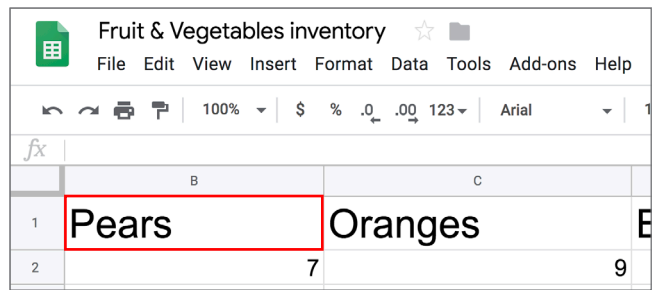 Fruit & Vegetables inventory
File Edit View Insert Format Data Tools Add-ons Help
100% $ % .0 .00 123 Arial
fx
B C
1 Pears Oranges
2 7 9